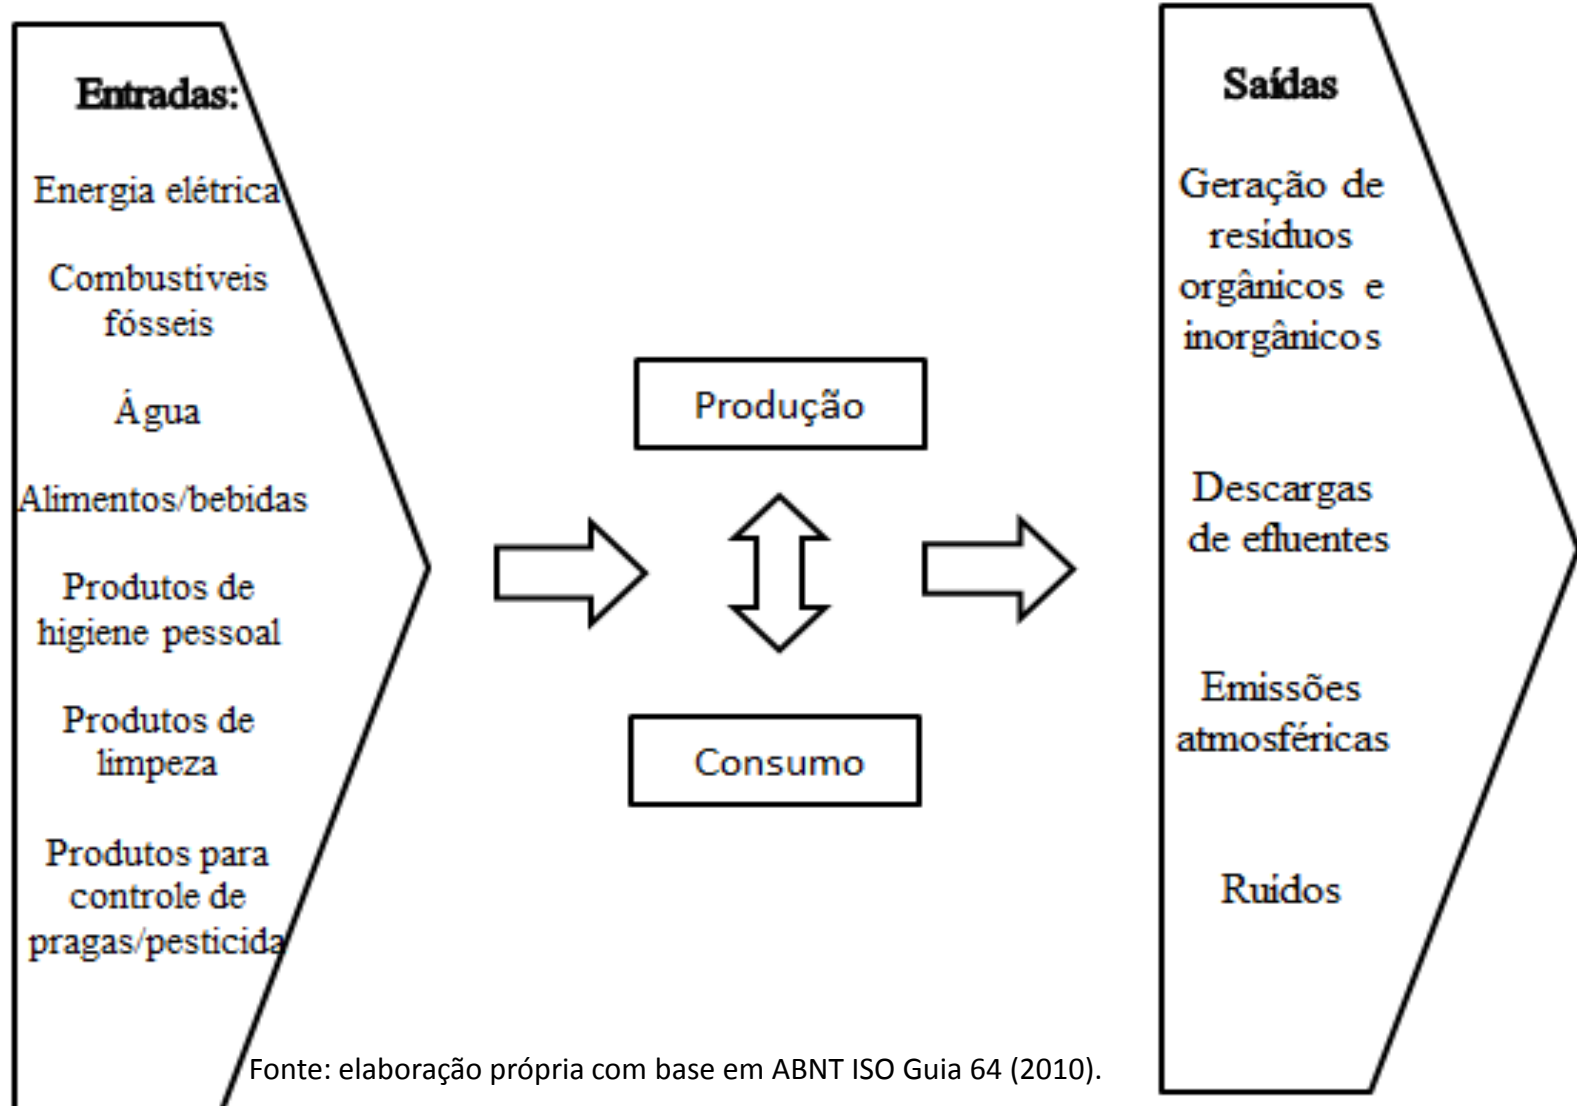 Entradas:
Energia elétrica
Combustiveis
fósseis
Água
Alimentos/bebidas
Produtos de
higiene pessoal
Produtos de
limpeza
Produtos para
controle de
pragas/pesticida
Produção
Consumo
Saídas
Geração de
resíduos
orgânicos e
inorgânicos
Descargas
de efluentes
Emissões
atmosféricas
Ruídos
Fonte: elaboração própria com base em ABNT ISO Guia 64 (2010).